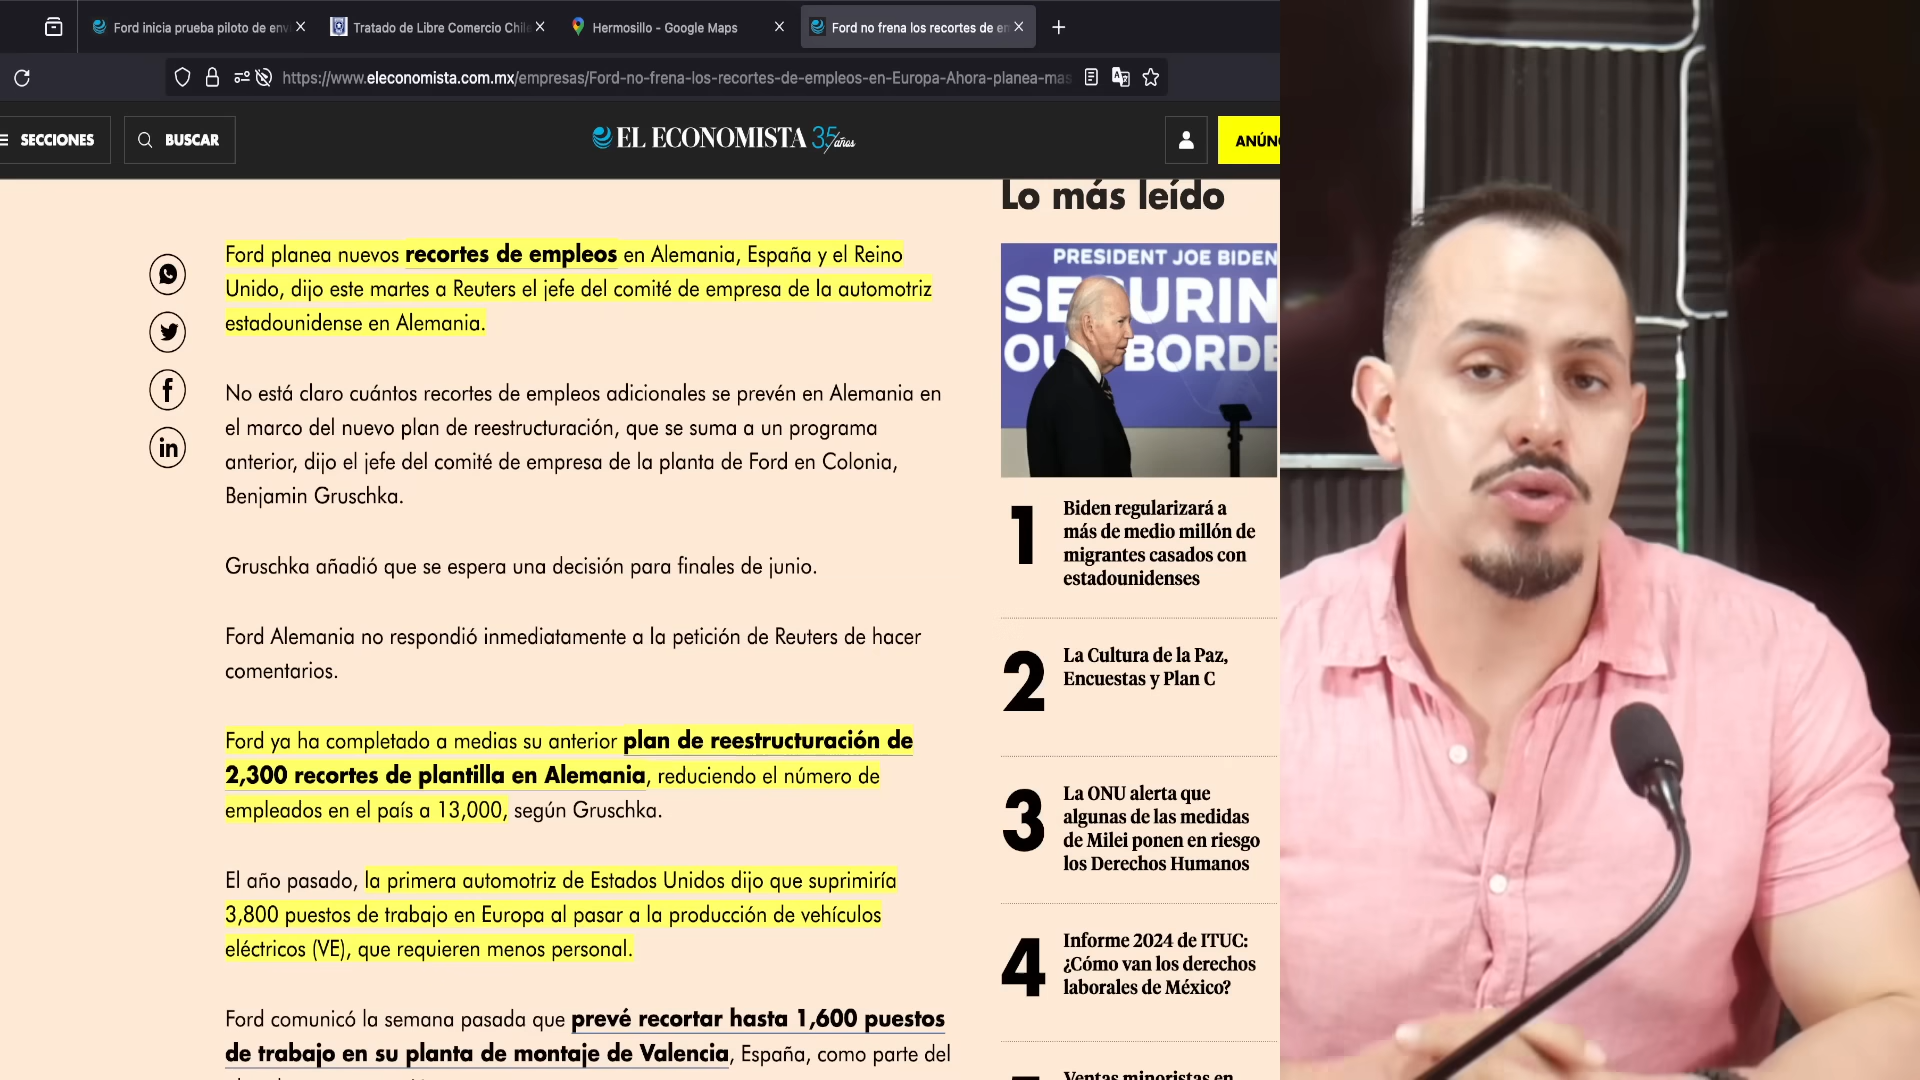 Ford inicia prueba piloto de env
Tratado de Libre Comercio Chile
Hermosillo - Google Maps
Ford no frena los recortes de em
https://www.eleconomista.com.mx/empresas/Ford-no-frena-los-recortes-de-empleos-en-Europa-Ahora-planea-mas
SECCIONES
BUSCAR
EL ECONOMISTA 35 años
ANÚN
Ford planea nuevos recortes de empleos en Alemania, España y el Reino
Unido, dijo este martes a Reuters el jefe del comité de empresa de la automotriz
estadounidense en Alemania.
No está claro cuántos recortes de empleos adicionales se prevén en Alemania en
el marco del nuevo plan de reestructuración, que se suma a un programa
anterior, dijo el jefe del comité de empresa de la planta de Ford en Colonia,
Benjamin Gruschka.
Gruschka añadió que se espera una decisión para finales de junio.
Ford Alemania no respondió inmediatamente a la petición de Reuters de hacer
comentarios.
Ford ya ha completado a medias su anterior plan de reestructuración de
2,300 recortes de plantilla en Alemania, reduciendo el número de
empleados en el país a 13,000, según Gruschka.
El año pasado, la primera automotriz de Estados Unidos dijo que suprimiría
3,800 puestos de trabajo en Europa al pasar a la producción de vehículos
eléctricos (VE), que requieren menos personal.
Ford comunicó la semana pasada que prevé recortar hasta 1,600 puestos
de trabajo en su planta de montaje de Valencia, España, como parte del
Lo más leído
PRESIDENT JOE BIDEN
SECURIN
OUR BORDE
1
Biden regularizará a
más de medio millón de
migrantes casados con
estadounidenses
2
La Cultura de la Paz,
Encuestas y Plan C
3
La ONU alerta que
algunas de las medidas
de Milei ponen en riesgo
los Derechos Humanos
4
Informe 2024 de ITUC:
¿Cómo van los derechos
laborales de México?
Ventas minoristas en